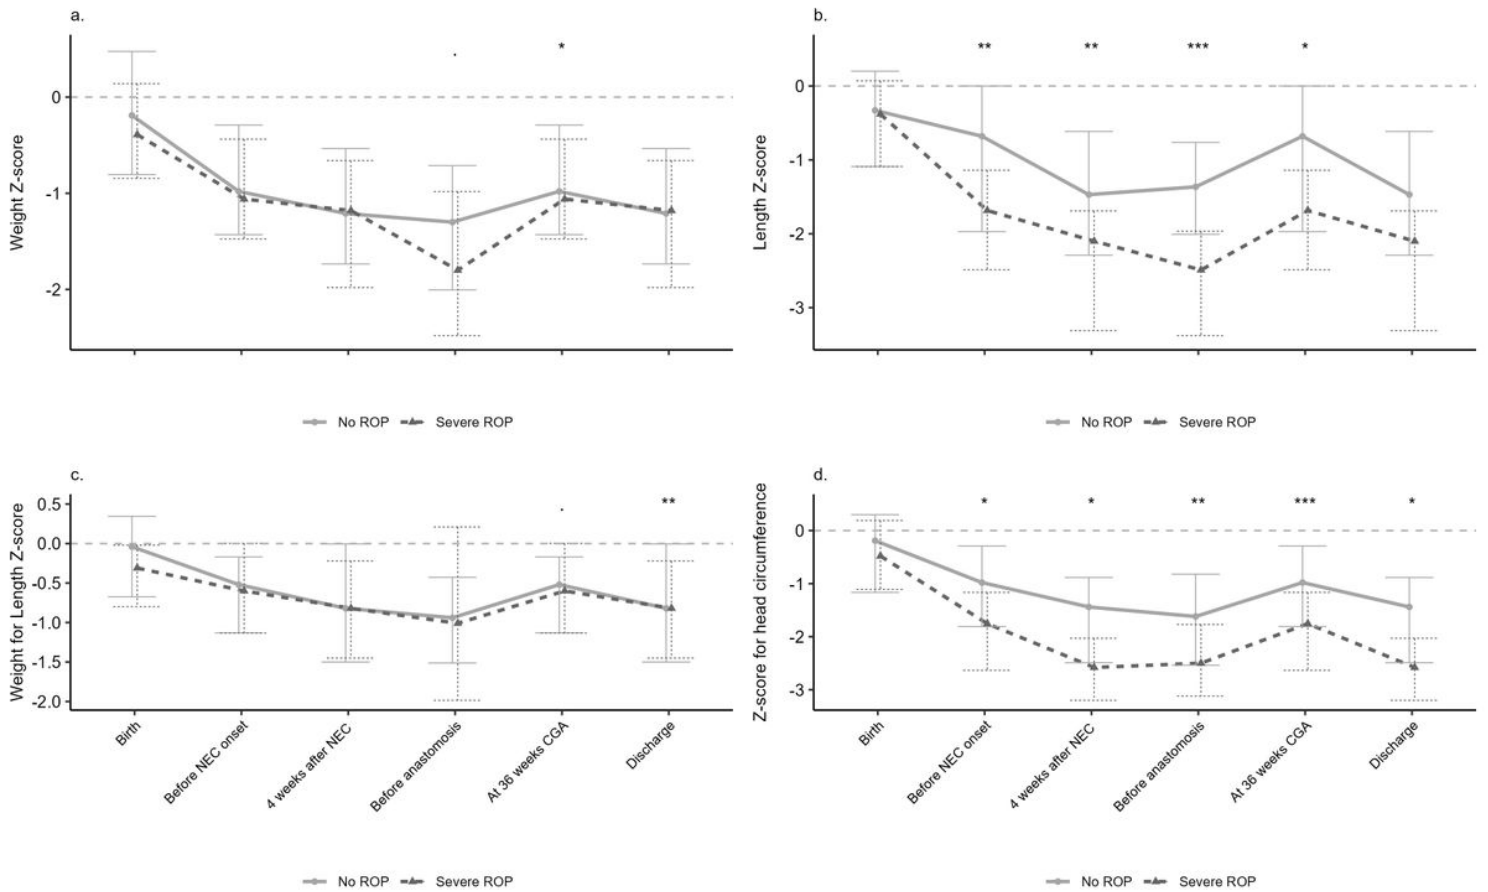 a.
. *
Weight Z-score
0
-1
-2
No ROP Severe ROP
b.
** ** *** *
Length Z-score
0
-1
-2
-3
No ROP Severe ROP
c.
. **
Weight for Length Z-score
0.5
0.0
-0.5
-1.0
-1.5
-2.0
Birth
Before NEC onset
4 weeks after NEC
Before anastomosis
At 36 weeks CGA
Discharge
No ROP Severe ROP
d.
* * ** *** *
Z-score for head circumference
0
-1
-2
-3
Birth
Before NEC onset
4 weeks after NEC
Before anastomosis
At 36 weeks CGA
Discharge
No ROP Severe ROP